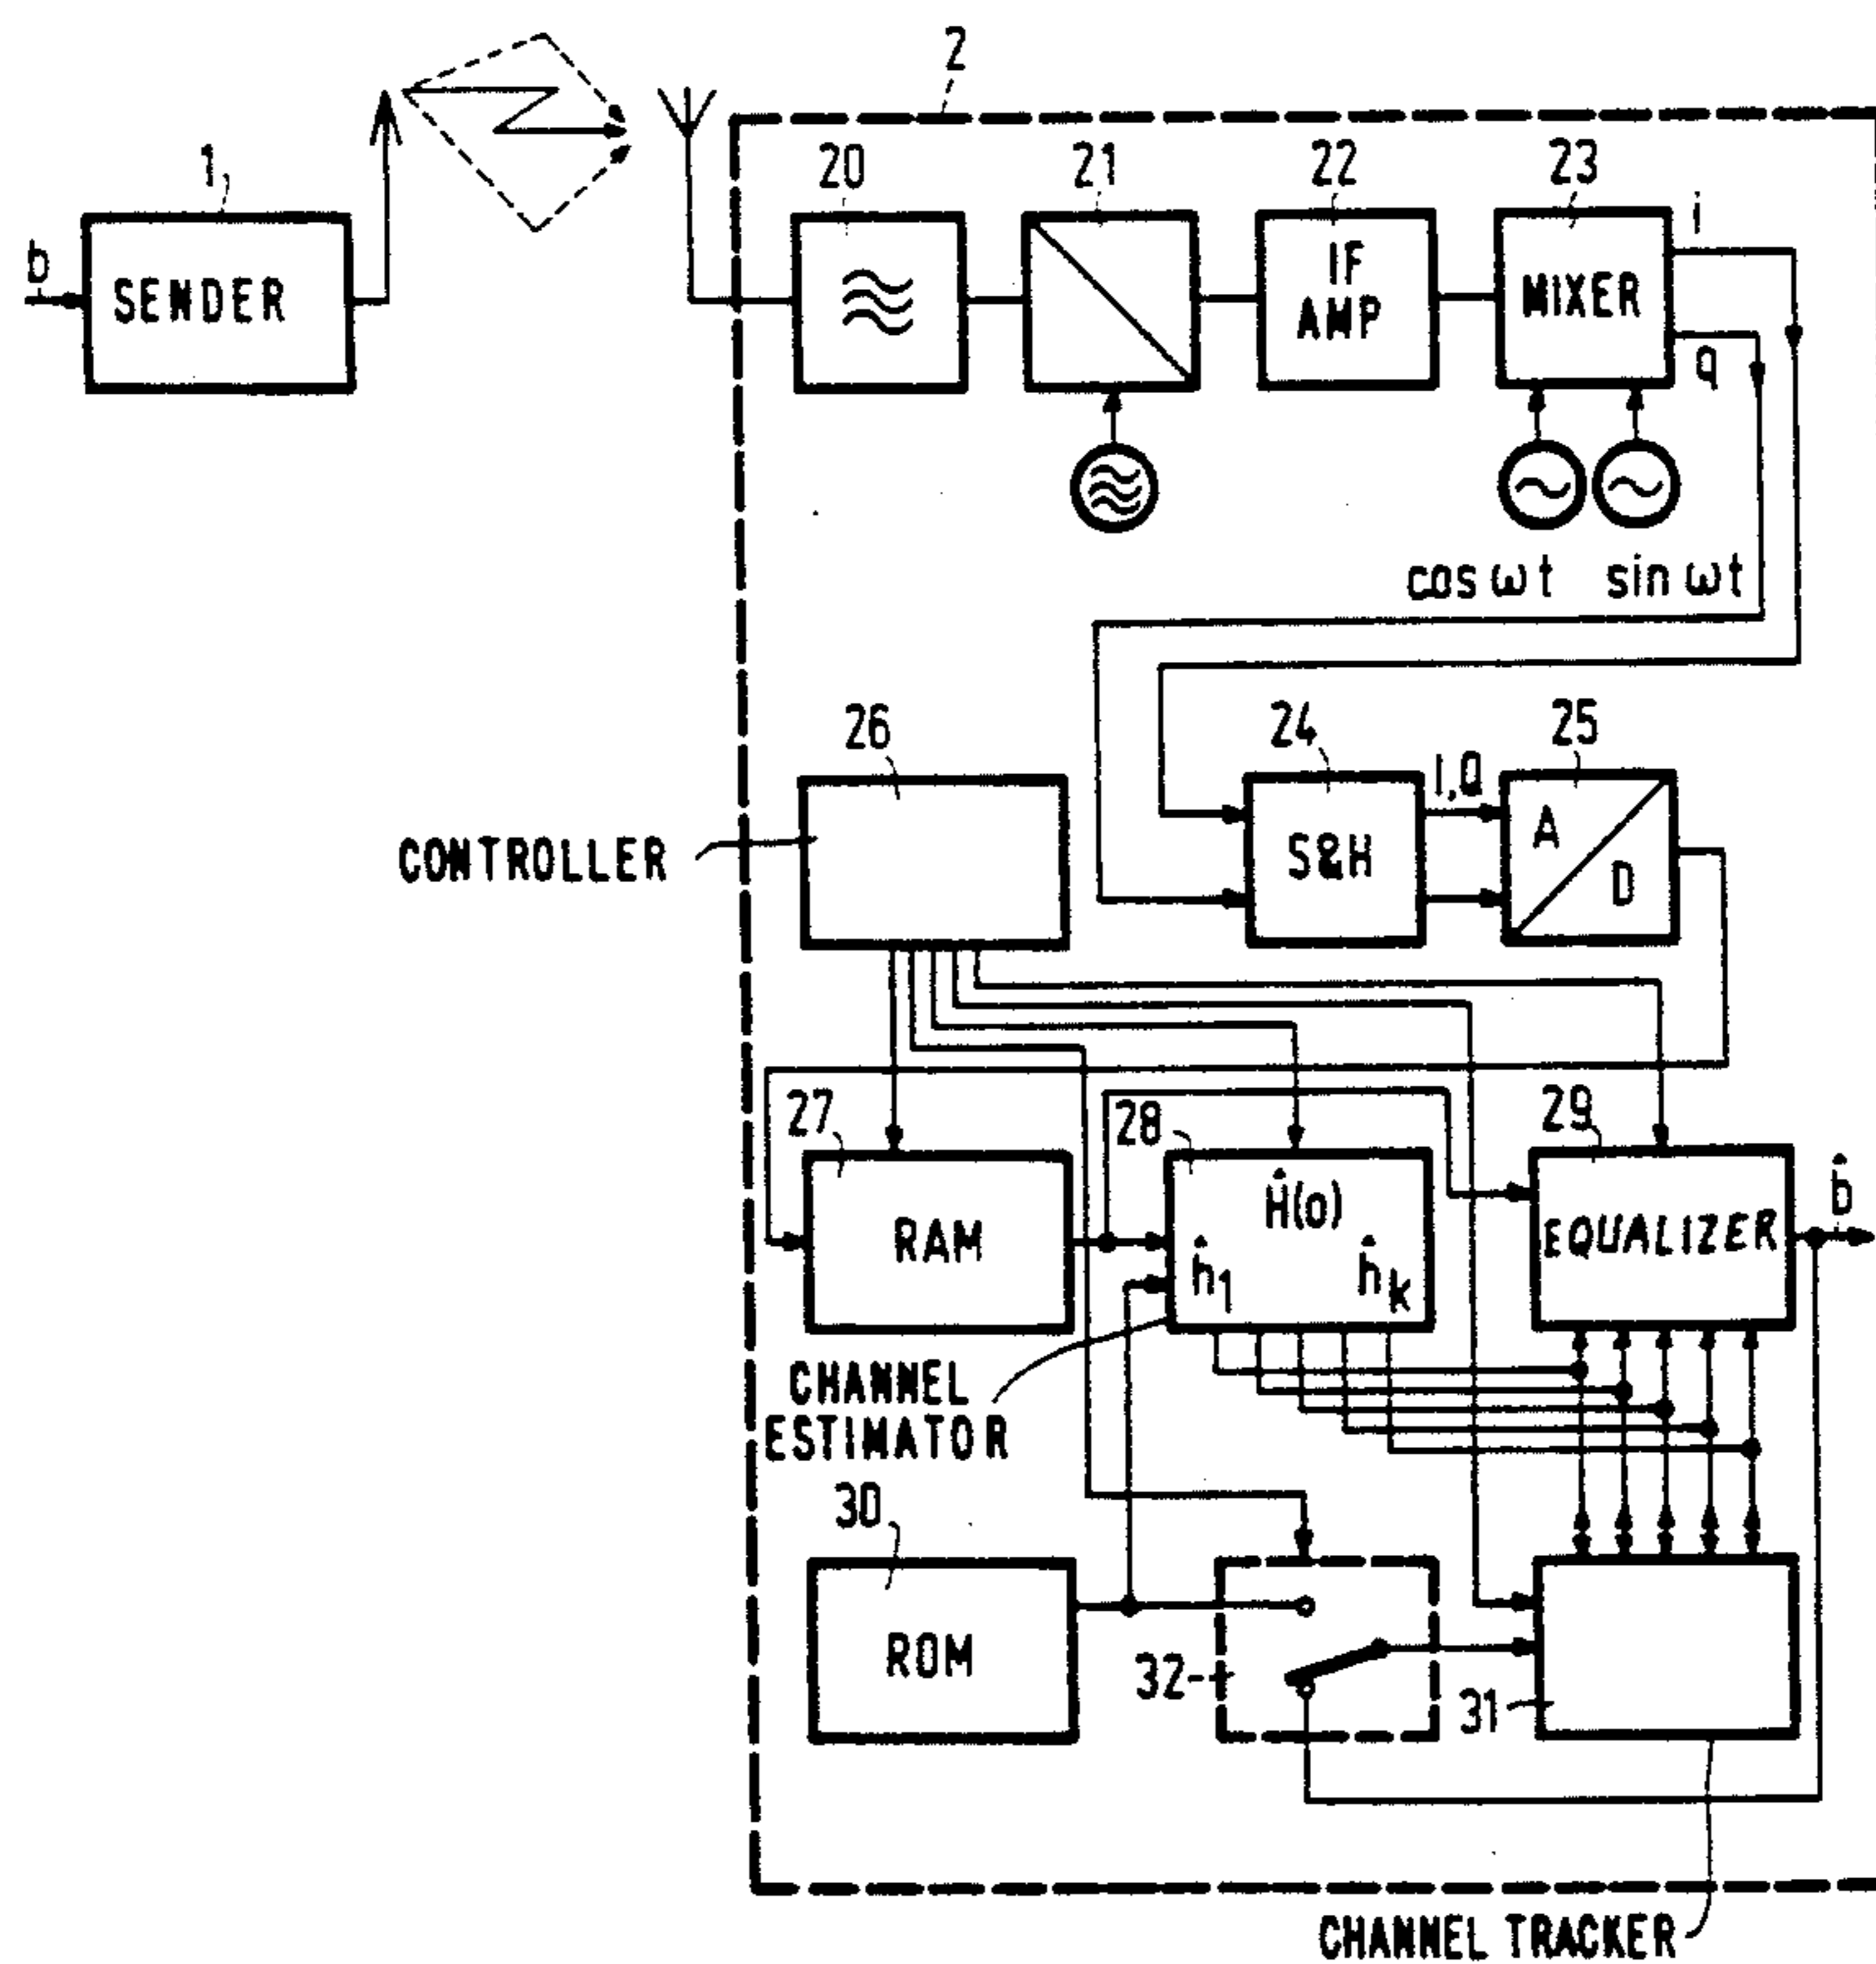 2
1
20
21
22
23
b
SENDER
IF
AMP
MIXER
i
q
cos ωt
sin ωt
26
24
25
CONTROLLER
S&H
I,Q
A
D
27
28
29
RAM
Ĥ(o)
ĥ1
ĥk
EQUALIZER
b̂
CHANNEL
ESTIMATOR
30
ROM
32
31
CHANNEL TRACKER